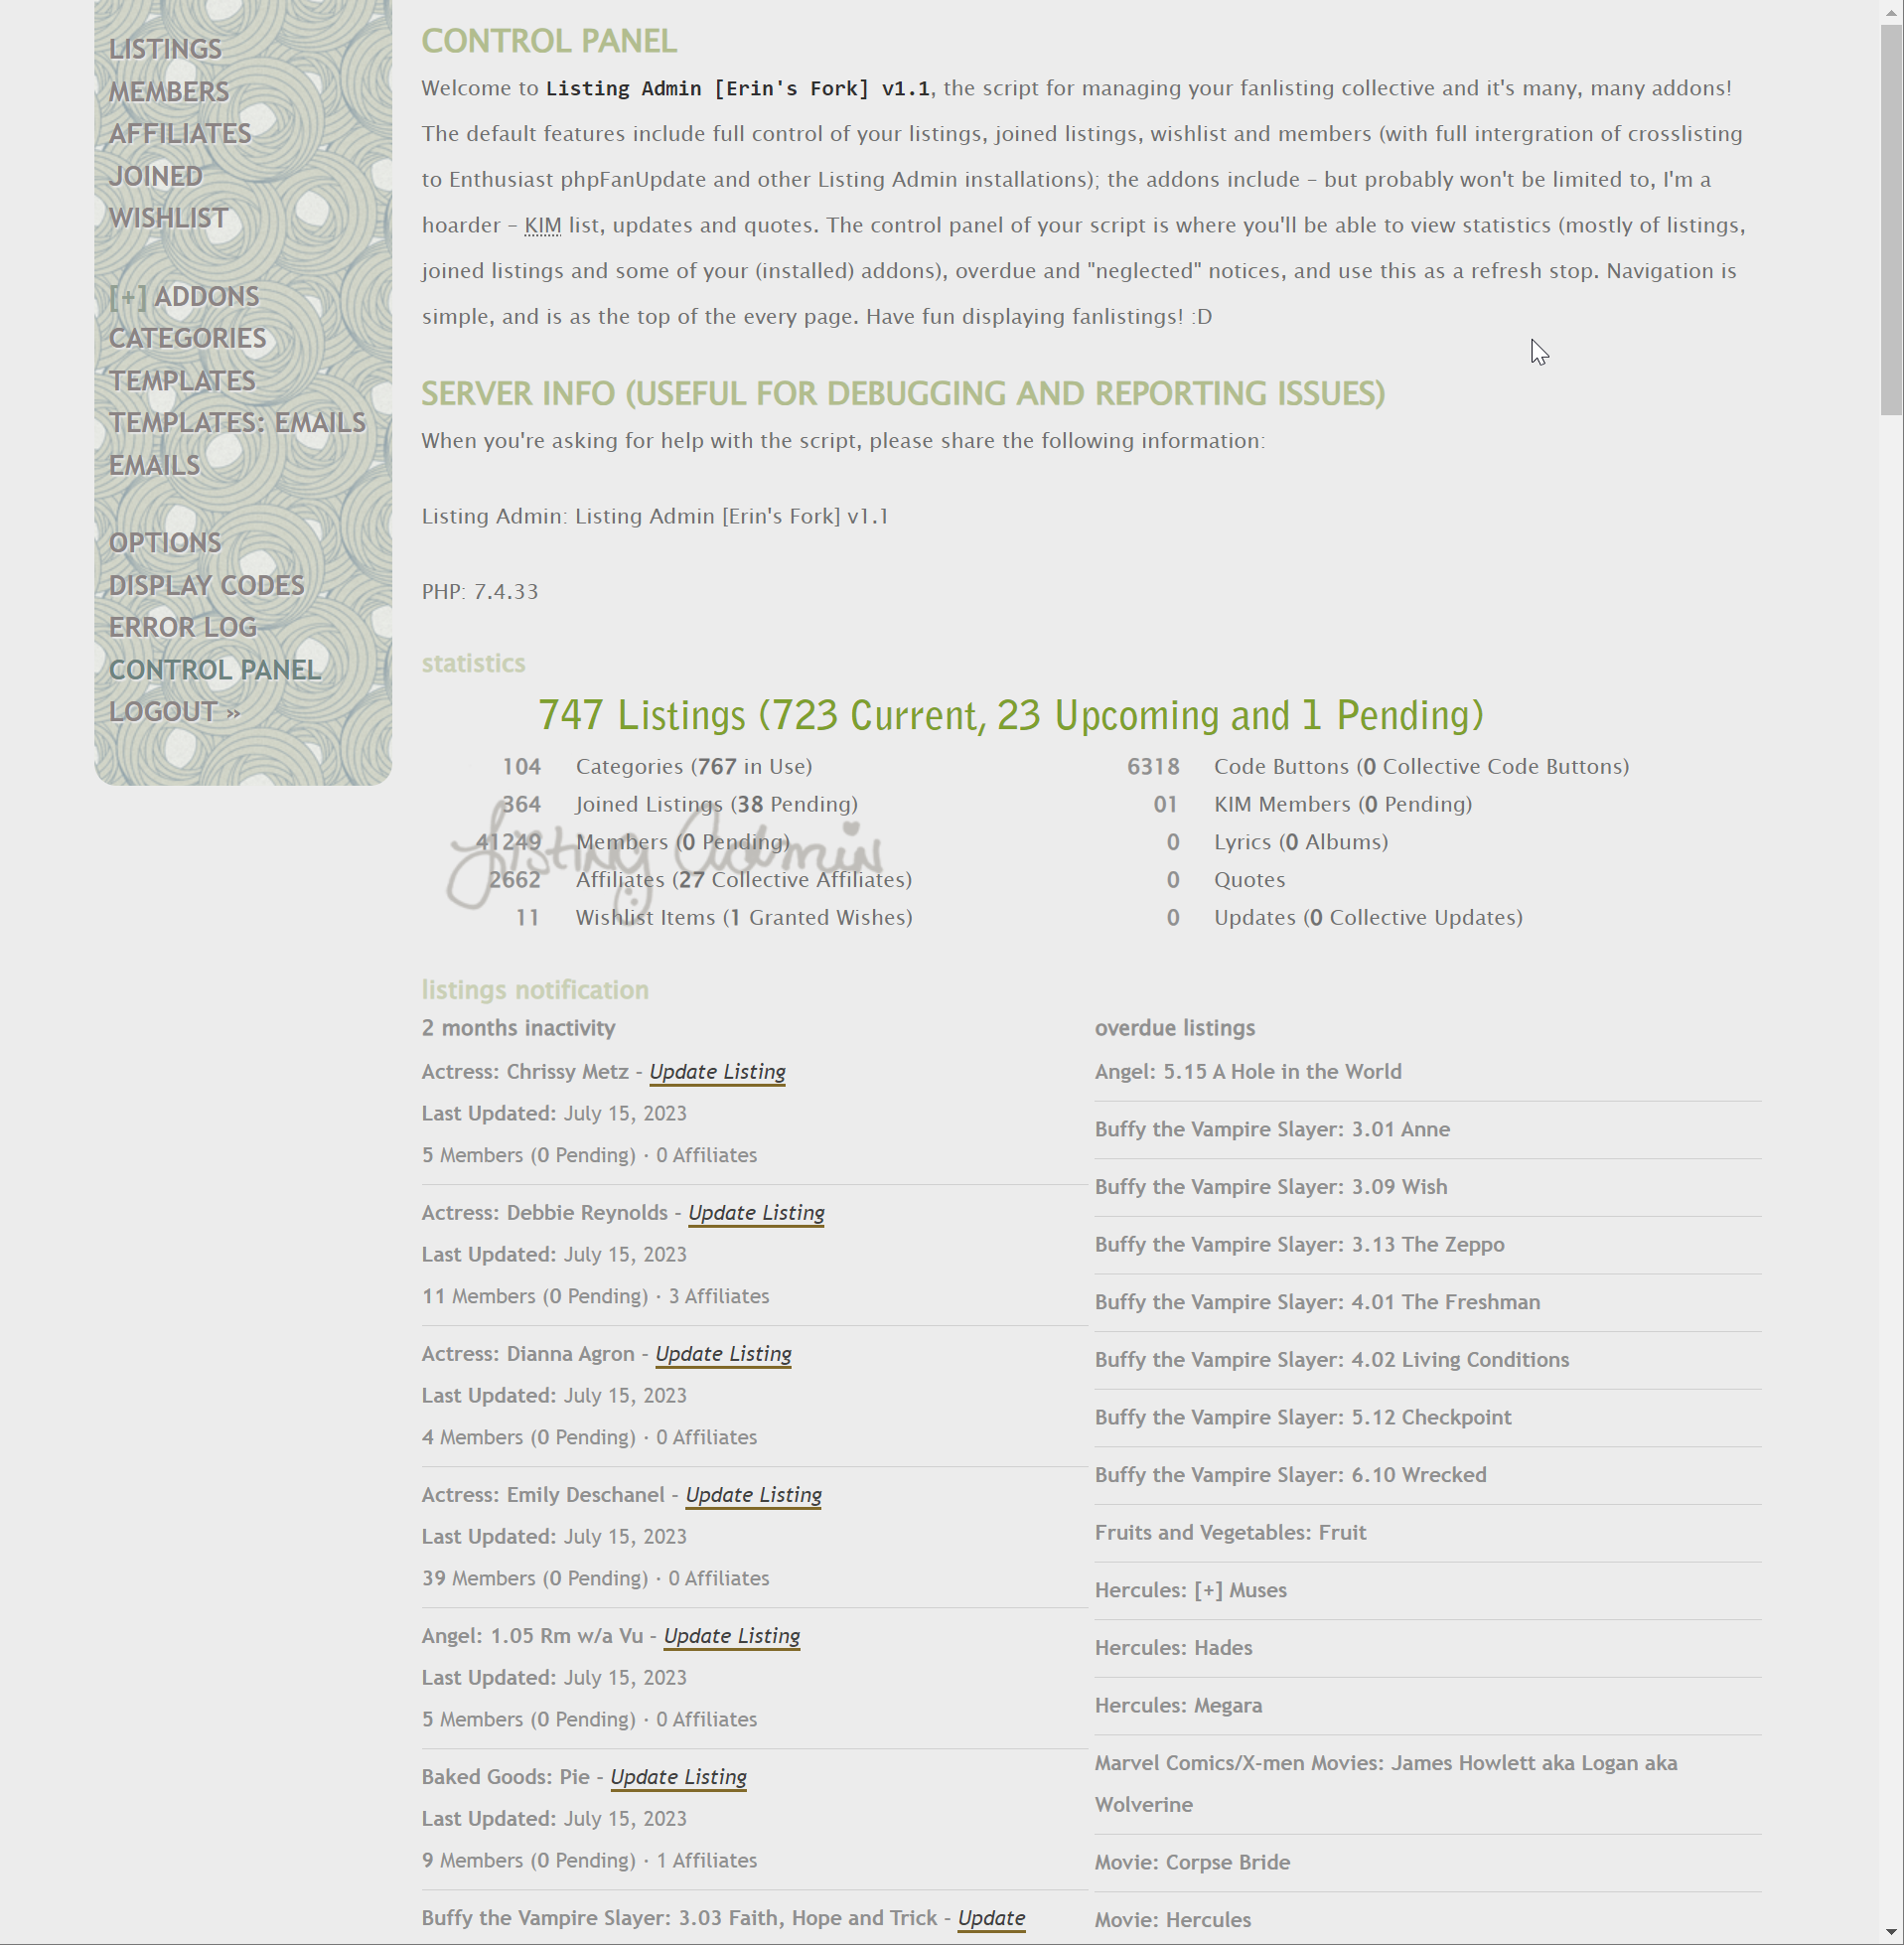 LISTINGS
MEMBERS
AFFILIATES
JOINED
WISHLIST
[+] ADDONS
CATEGORIES
TEMPLATES
TEMPLATES: EMAILS
EMAILS
OPTIONS
DISPLAY CODES
ERROR LOG
CONTROL PANEL
LOGOUT »
CONTROL PANEL
Welcome to Listing Admin [Erin's Fork] v1.1, the script for managing your fanlisting collective and it's many, many addons!
The default features include full control of your listings, joined listings, wishlist and members (with full intergration of crosslisting
to Enthusiast phpFanUpdate and other Listing Admin installations); the addons include – but probably won't be limited to, I'm a
hoarder – KIM list, updates and quotes. The control panel of your script is where you'll be able to view statistics (mostly of listings,
joined listings and some of your (installed) addons), overdue and "neglected" notices, and use this as a refresh stop. Navigation is
simple, and is as the top of the every page. Have fun displaying fanlistings! :D
SERVER INFO (USEFUL FOR DEBUGGING AND REPORTING ISSUES)
When you're asking for help with the script, please share the following information:
Listing Admin: Listing Admin [Erin's Fork] v1.1
PHP: 7.4.33
statistics
747 Listings (723 Current, 23 Upcoming and 1 Pending)
104 Categories (767 in Use)
364 Joined Listings (38 Pending)
41249 Members (0 Pending)
2662 Affiliates (27 Collective Affiliates)
11 Wishlist Items (1 Granted Wishes)
Listing Admin
6318 Code Buttons (0 Collective Code Buttons)
01 KIM Members (0 Pending)
0 Lyrics (0 Albums)
0 Quotes
0 Updates (0 Collective Updates)
listings notification
2 months inactivity
Actress: Chrissy Metz – Update Listing
Last Updated: July 15, 2023
5 Members (0 Pending) · 0 Affiliates
Actress: Debbie Reynolds – Update Listing
Last Updated: July 15, 2023
11 Members (0 Pending) · 3 Affiliates
Actress: Dianna Agron – Update Listing
Last Updated: July 15, 2023
4 Members (0 Pending) · 0 Affiliates
Actress: Emily Deschanel – Update Listing
Last Updated: July 15, 2023
39 Members (0 Pending) · 0 Affiliates
Angel: 1.05 Rm w/a Vu – Update Listing
Last Updated: July 15, 2023
5 Members (0 Pending) · 0 Affiliates
Baked Goods: Pie – Update Listing
Last Updated: July 15, 2023
9 Members (0 Pending) · 1 Affiliates
Buffy the Vampire Slayer: 3.03 Faith, Hope and Trick – Update
overdue listings
Angel: 5.15 A Hole in the World
Buffy the Vampire Slayer: 3.01 Anne
Buffy the Vampire Slayer: 3.09 Wish
Buffy the Vampire Slayer: 3.13 The Zeppo
Buffy the Vampire Slayer: 4.01 The Freshman
Buffy the Vampire Slayer: 4.02 Living Conditions
Buffy the Vampire Slayer: 5.12 Checkpoint
Buffy the Vampire Slayer: 6.10 Wrecked
Fruits and Vegetables: Fruit
Hercules: [+] Muses
Hercules: Hades
Hercules: Megara
Marvel Comics/X-men Movies: James Howlett aka Logan aka
Wolverine
Movie: Corpse Bride
Movie: Hercules